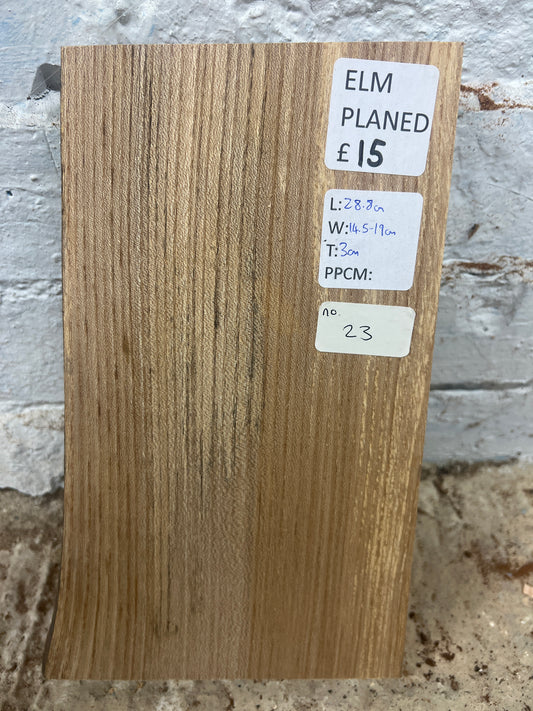 ELM
PLANED
£ 15
L: 28.8cm
W: 14.5-19cm
T: 3cm
PPCM:
no.
23